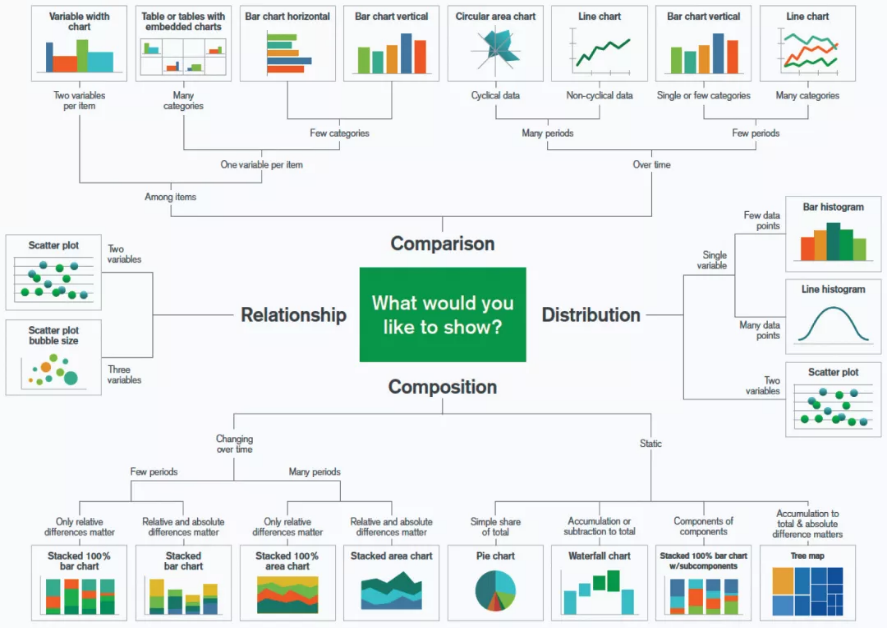 Variable width
chart
Table or tables with
embedded charts
Bar chart horizontal
Bar chart vertical
Circular area chart
Line chart
Bar chart vertical
Line chart
Two variables
per item
Many
categories
Cyclical data
Non-cyclical data
Single or few categories
Many categories
Few categories
Many periods
Few periods
One variable per item
Over time
Among items
Comparison
Scatter plot
Two
variables
Scatter plot
bubble size
Three
variables
Relationship
What would you
like to show?
Distribution
Single
variable
Few data
points
Bar histogram
Many data
points
Line histogram
Two
variables
Scatter plot
Composition
Changing
over time
Static
Few periods
Many periods
Only relative
differences matter
Relative and absolute
differences matter
Only relative
differences matter
Relative and absolute
differences matter
Simple share
of total
Accumulation or
subtraction to total
Components of
components
Accumulation to
total & absolute
difference matters
Stacked 100%
bar chart
Stacked
bar chart
Stacked 100%
area chart
Stacked area chart
Pie chart
Waterfall chart
Stacked 100% bar chart
w/subcomponents
Tree map